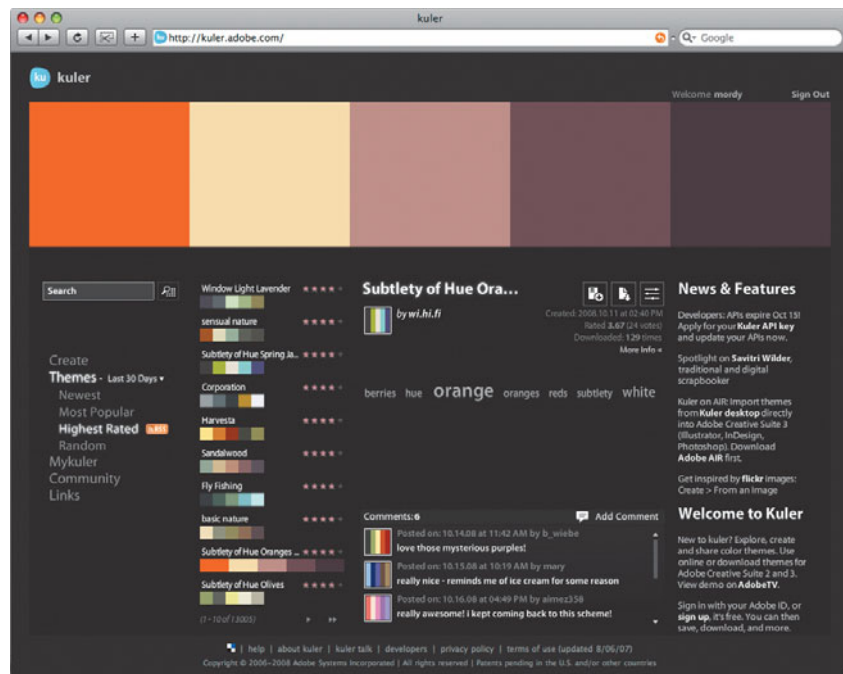 kuler
http://kuler.adobe.com/
Google
ku kuler
Welcome mordy Sign Out
Search
Create
Themes - Last 30 Days ▾
Newest
Most Popular
Highest Rated RSS
Random
Mykuler
Community
Links
Window Light Lavender
sensual nature
Subtlety of Hue Spring Ja...
Corporation
Harvesta
Sandalwood
Fly Fishing
basic nature
Subtlety of Hue Oranges ...
Subtlety of Hue Olives
(1-10 of 13005)
Subtlety of Hue Ora...
by wi.hi.fi
Created: 2008.10.11 at 02:40 PM
Rated 3.67 (24 votes)
Downloaded: 129 times
More Info «
berries hue orange oranges reds subtlety white
Comments: 6 Add Comment
Posted on: 10.14.08 at 11:42 AM by b_wiebe
love those mysterious purples!
Posted on: 10.15.08 at 10:19 AM by mary
really nice - reminds me of ice cream for some reason
Posted on: 10.16.08 at 04:49 PM by aimez358
really awesome! i kept coming back to this scheme!
News & Features
Developers: APIs expire Oct 15!
Apply for your Kuler API key
and update your APIs now.
Spotlight on Savitri Wilder,
traditional and digital
scrapbooker
Kuler on AIR: Import themes
from Kuler desktop directly
into Adobe Creative Suite 3
(Illustrator, InDesign,
Photoshop). Download
Adobe AIR first.
Get inspired by flickr images:
Create > From an Image
Welcome to Kuler
New to kuler? Explore, create
and share color themes. Use
online or download themes for
Adobe Creative Suite 2 and 3.
View demo on AdobeTV.
Sign in with your Adobe ID, or
sign up, it's free. You can then
save, download, and more.
| help | about kuler | kuler talk | developers | privacy policy | terms of use (updated 8/06/07)
Copyright © 2006-2008 Adobe Systems Incorporated | All rights reserved | Patents pending in the U.S. and/or other countries